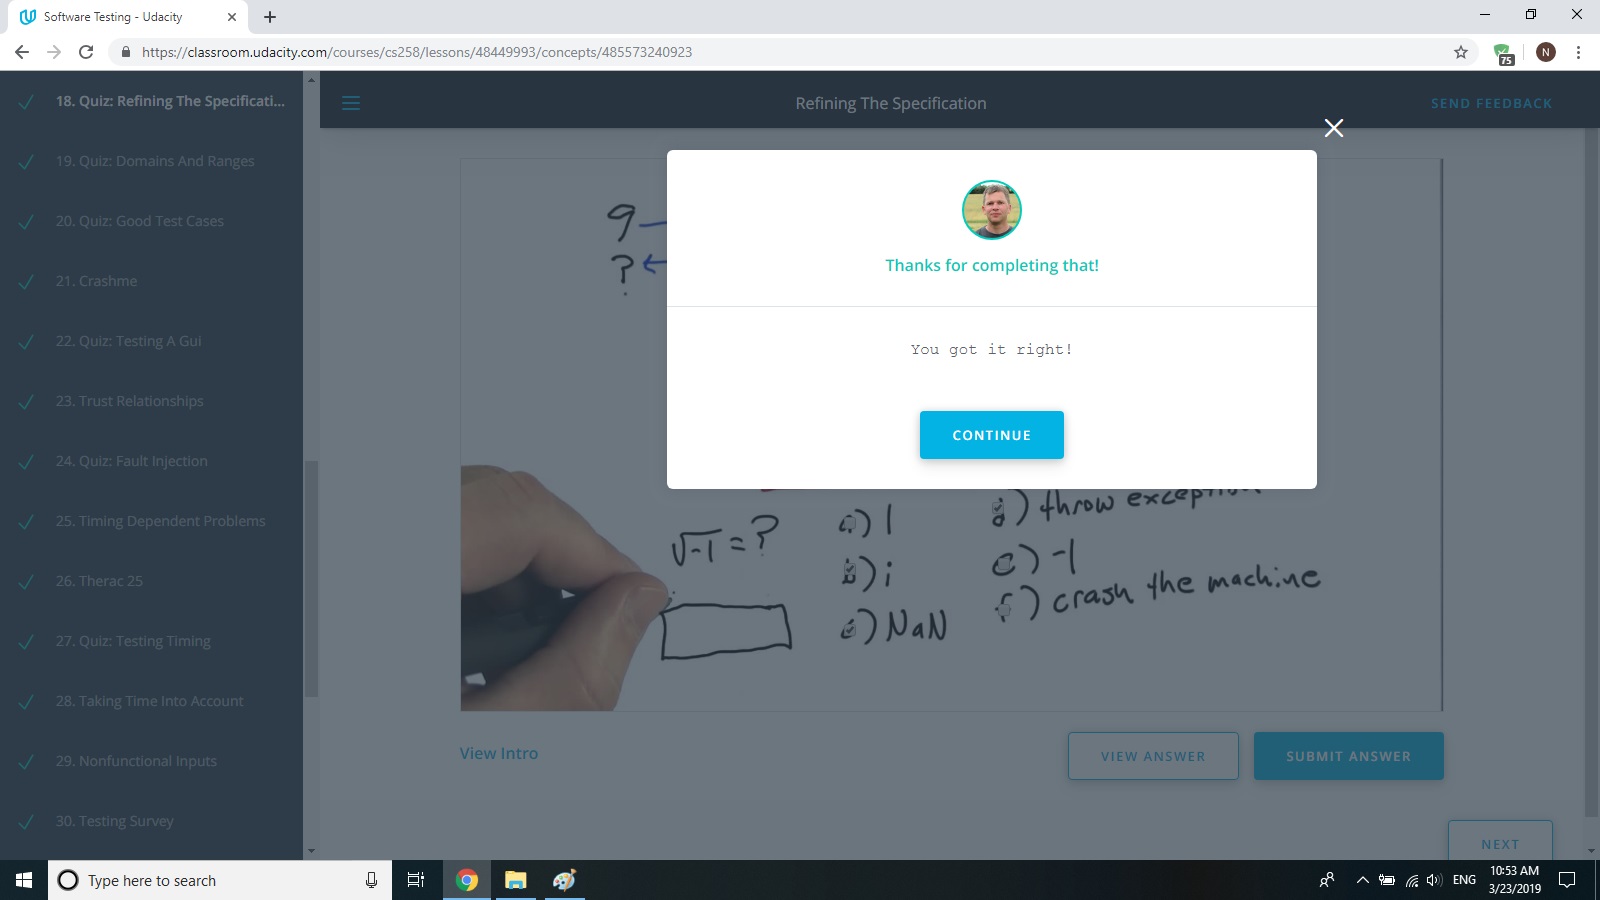 Software Testing - Udacity
https://classroom.udacity.com/courses/cs258/lessons/48449993/concepts/485573240923
75
N
18. Quiz: Refining The Specificati...
19. Quiz: Domains And Ranges
20. Quiz: Good Test Cases
21. Crashme
22. Quiz: Testing A Gui
23. Trust Relationships
24. Quiz: Fault Injection
25. Timing Dependent Problems
26. Therac 25
27. Quiz: Testing Timing
28. Taking Time Into Account
29. Nonfunctional Inputs
30. Testing Survey
Refining The Specification
SEND FEEDBACK
9
?
Thanks for completing that!
You got it right!
CONTINUE
√-1 = ?
a) 1
b) i
c) NaN
d) throw exception
e) -1
f) crash the machine
View Intro
VIEW ANSWER
SUBMIT ANSWER
NEXT
Type here to search
ENG
10:53 AM
3/23/2019